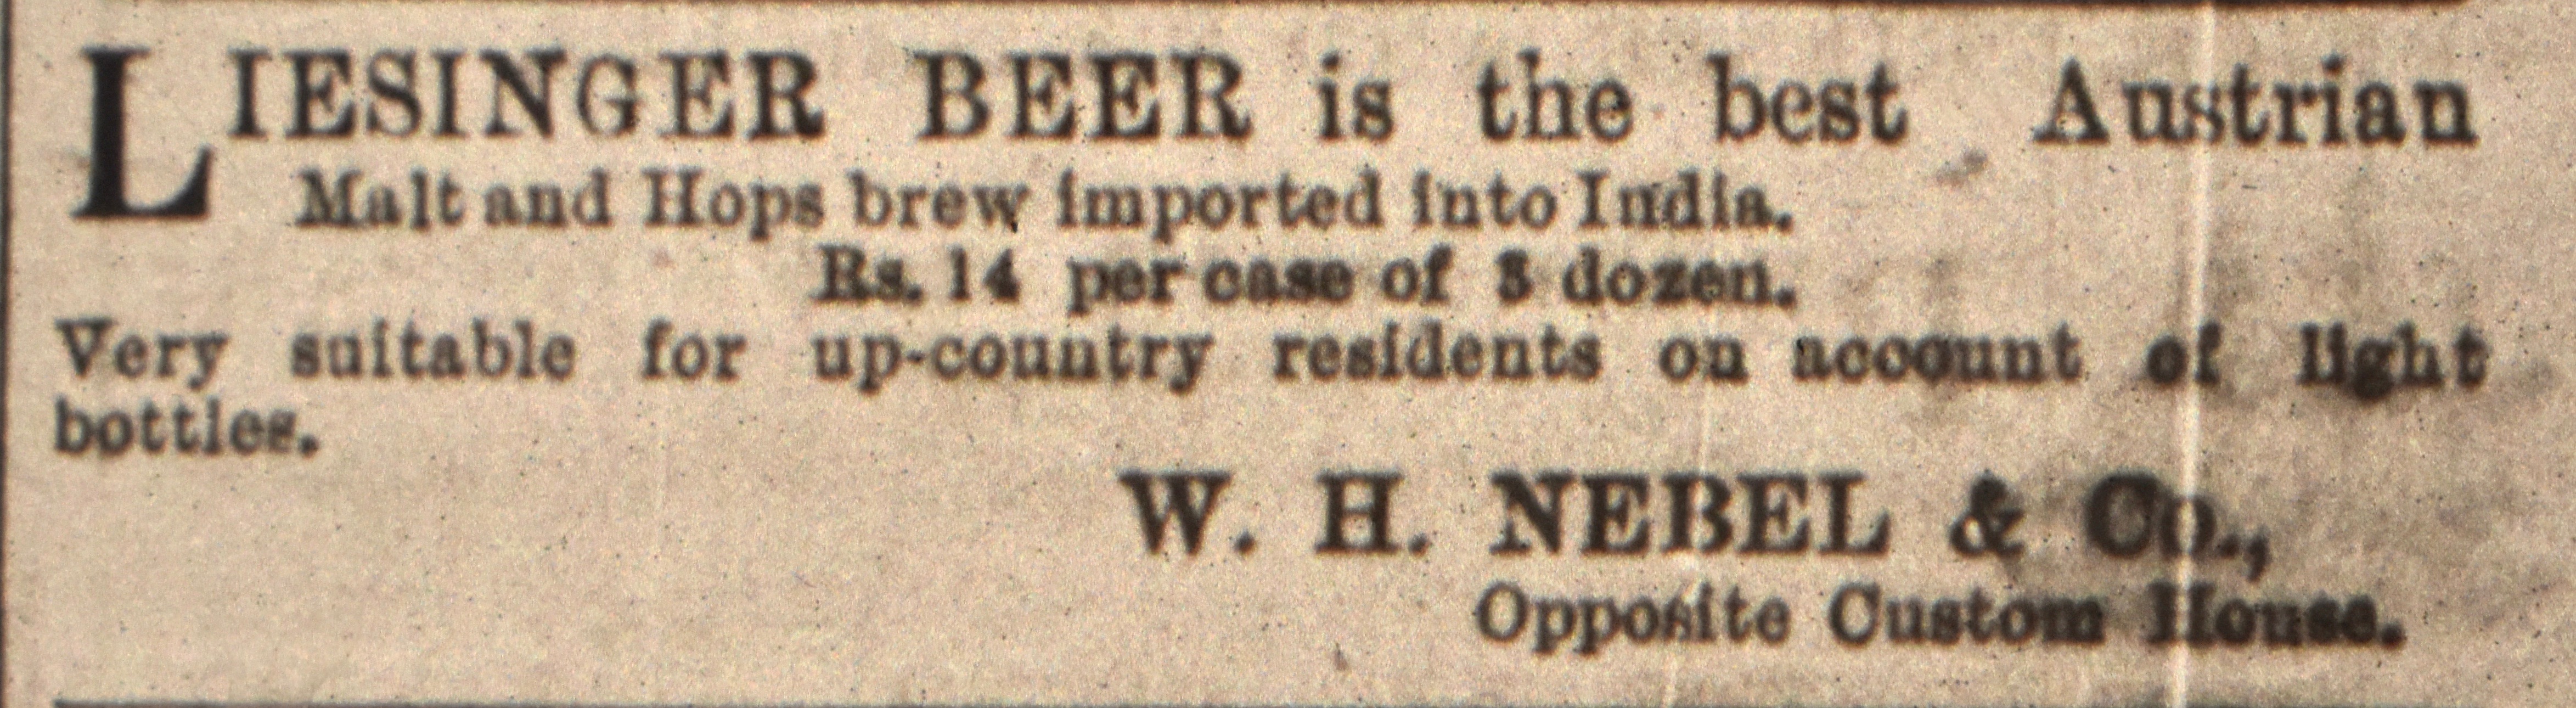 LIESINGER BEER is the best Austrian
Malt and Hops brew imported into India.
Rs. 14 per case of 3 dozen.
Very suitable for up-country residents on account of light
bottles.
W. H. NEBEL & Co.,
Opposite Custom House.